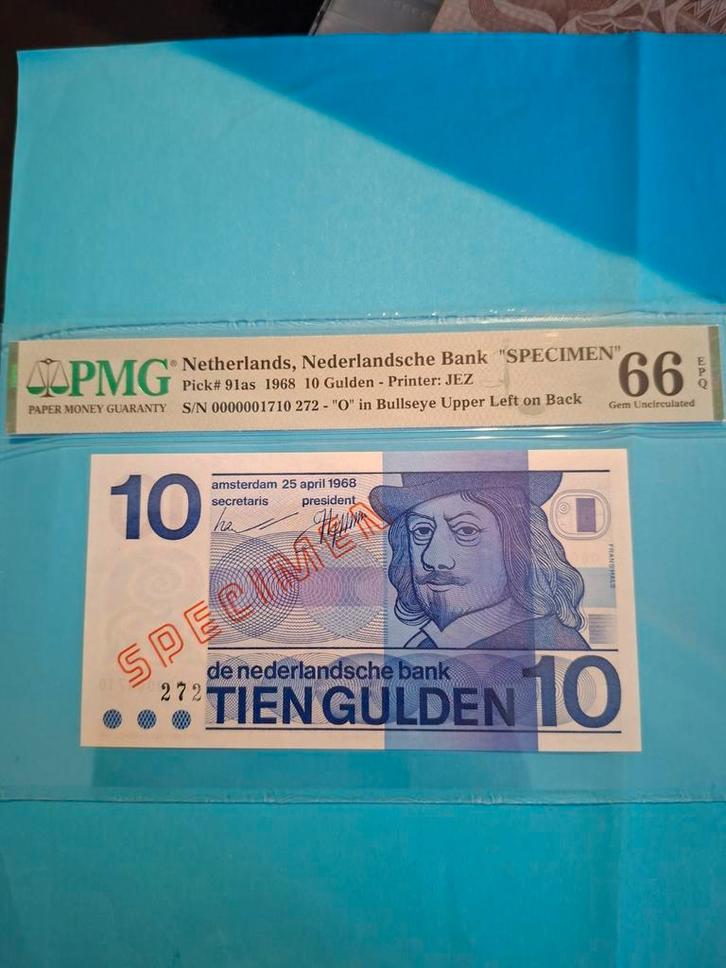 PMG®
PAPER MONEY GUARANTY
Netherlands, Nederlandsche Bank "SPECIMEN"
Pick# 91as 1968 10 Gulden - Printer: JEZ
S/N 0000001710 272 - "O" in Bullseye Upper Left on Back
66
EPQ
Gem Uncirculated
10
amsterdam 25 april 1968
secretaris president
SPECIMEN
FRANS HALS
272
de nederlandsche bank
TIEN GULDEN
10